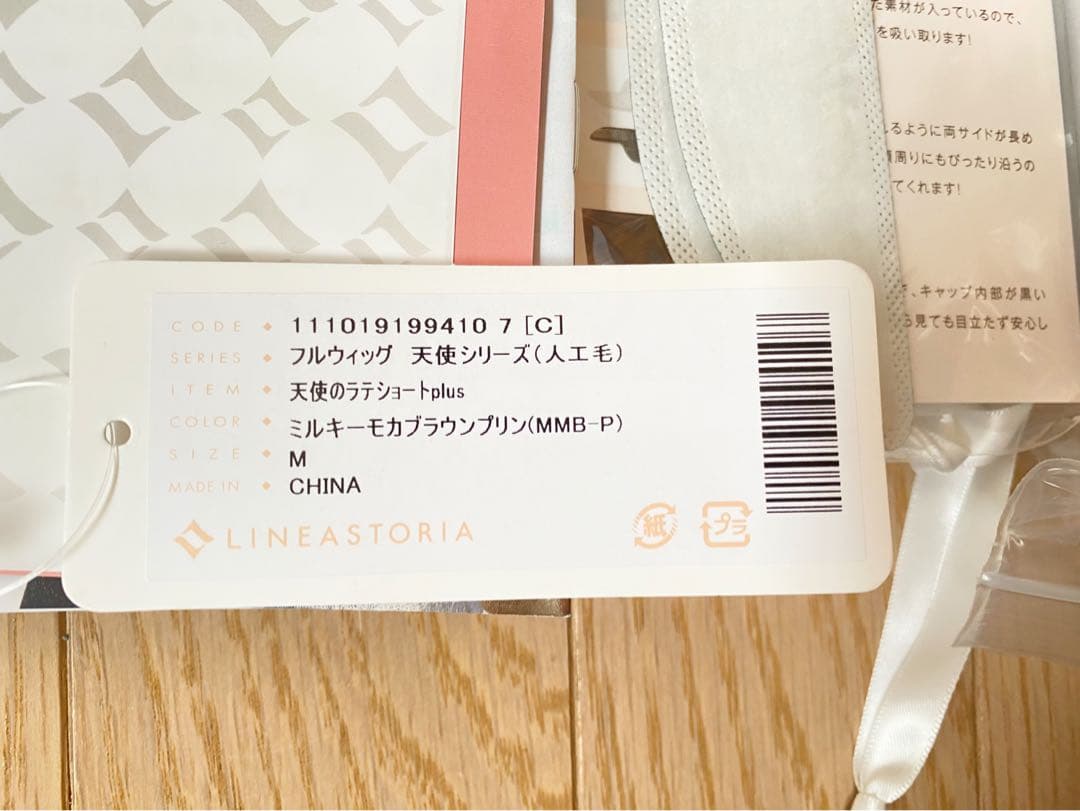 た素材が入っているので、
を吸い取ります!
るように両サイドが長め
周りにもぴったり沿うの
てくれます!
、キャップ内部が黒い
見ても目立たず安心し
CODE ◆ 111019199410 7 [C]
SERIES ◆ フルウィッグ 天使シリーズ(人工毛)
ITEM ◆ 天使のラテショートplus
COLOR ◆ ミルキーモカブラウンプリン(MMB-P)
SIZE ◆ M
MADE IN ◆ CHINA
LINEASTORIA
紙
プラ